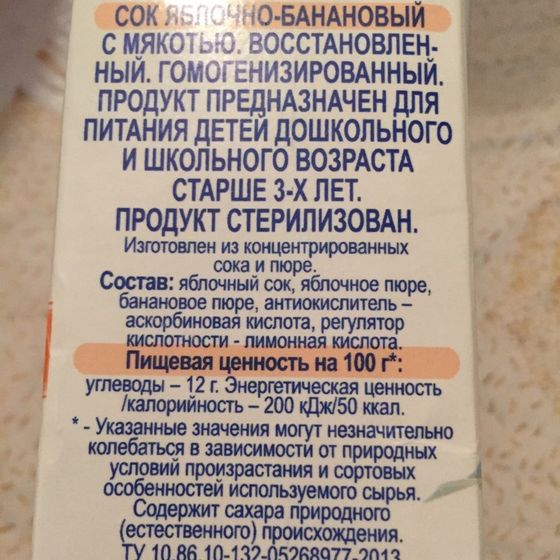 СОК ЯБЛОЧНО-БАНАНОВЫЙ
С МЯКОТЬЮ. ВОССТАНОВЛЕН-
НЫЙ. ГОМОГЕНИЗИРОВАННЫЙ.
ПРОДУКТ ПРЕДНАЗНАЧЕН ДЛЯ
ПИТАНИЯ ДЕТЕЙ ДОШКОЛЬНОГО
И ШКОЛЬНОГО ВОЗРАСТА
СТАРШЕ 3-Х ЛЕТ.
ПРОДУКТ СТЕРИЛИЗОВАН.
Изготовлен из концентрированных
сока и пюре.
Состав: яблочный сок, яблочное пюре,
банановое пюре, антиокислитель –
аскорбиновая кислота, регулятор
кислотности - лимонная кислота.
Пищевая ценность на 100 г*:
углеводы – 12 г. Энергетическая ценность
/калорийность – 200 кДж/50 ккал.
* - Указанные значения могут незначительно
колебаться в зависимости от природных
условий произрастания и сортовых
особенностей используемого сырья.
Содержит сахара природного
(естественного) происхождения.
ТУ 10.86.10-132-05268977-2013